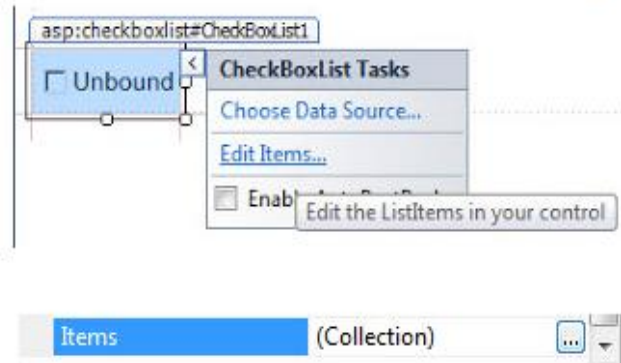 asp:checkboxlist#CheckBoxList1
Unbound
<
CheckBoxList Tasks
Choose Data Source...
Edit Items...
Enabl
Edit the ListItems in your control
Items (Collection) ...